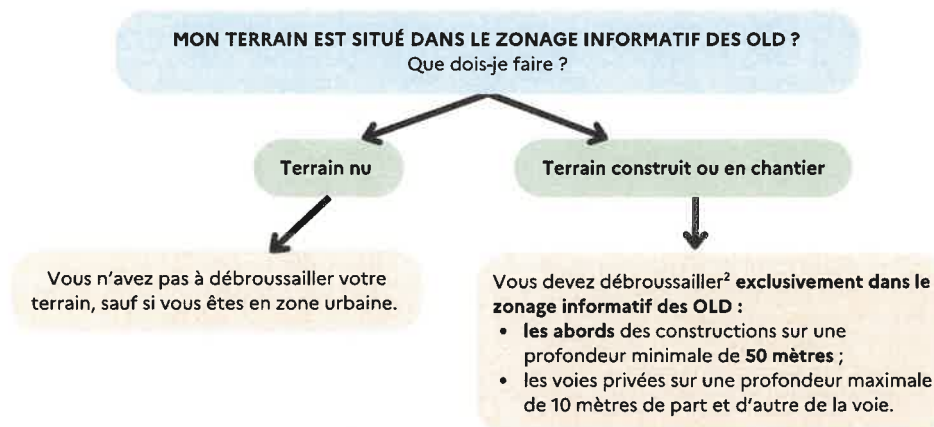 MON TERRAIN EST SITUÉ DANS LE ZONAGE INFORMATIF DES OLD ?
Que dois-je faire ?
Terrain nu
Terrain construit ou en chantier
Vous n'avez pas à débroussailler votre
terrain, sauf si vous êtes en zone urbaine.
Vous devez débroussailler² exclusivement dans le
zonage informatif des OLD :
• les abords des constructions sur une
profondeur minimale de 50 mètres ;
• les voies privées sur une profondeur maximale
de 10 mètres de part et d'autre de la voie.